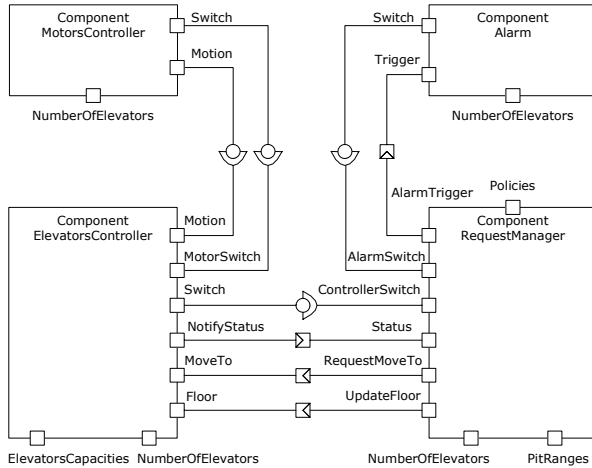 Component
MotorsController
Switch
Motion
NumberOfElevators
Switch
Component
Alarm
Trigger
NumberOfElevators
AlarmTrigger
Policies
Component
ElevatorsController
Motion
MotorSwitch
Component
RequestManager
AlarmSwitch
Switch
ControllerSwitch
NotifyStatus
Status
MoveTo
RequestMoveTo
Floor
UpdateFloor
ElevatorsCapacities
NumberOfElevators
NumberOfElevators
PitRanges